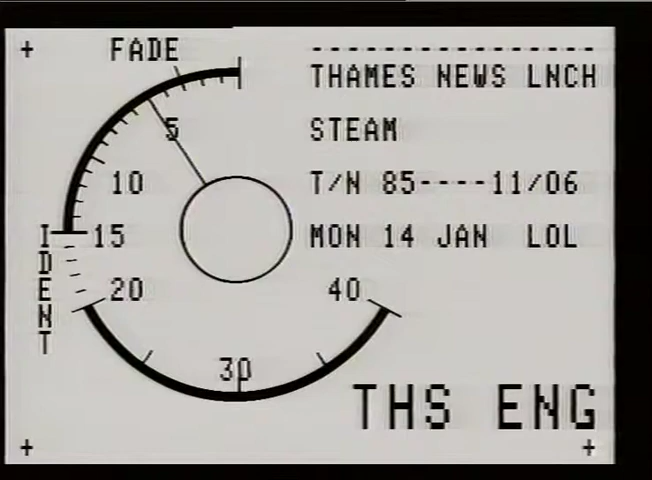 FADE
---------------
THAMES NEWS LNCH
5
STEAM
10
T/N 85----11/06
IDENT
15
MON 14 JAN LOL
20
40
30
THS ENG